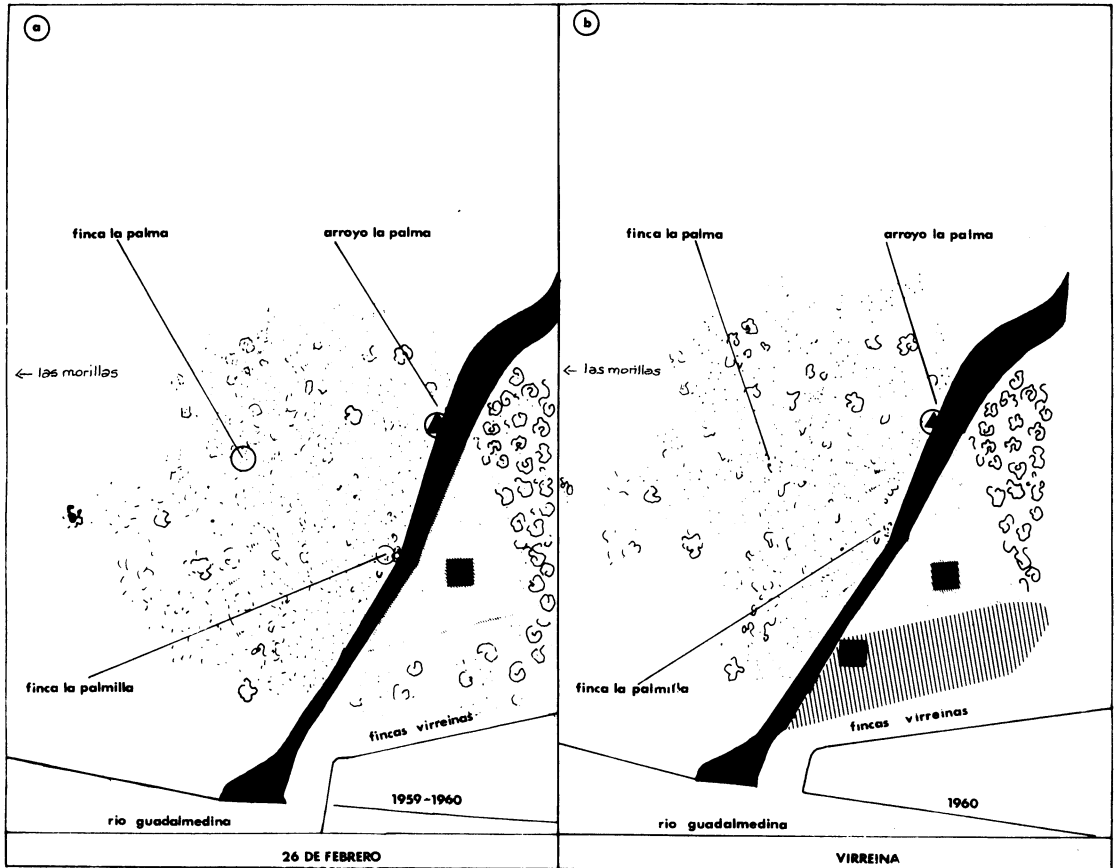 a
finca la palma
arroyo la palma
← las morillas
finca la palmilla
fincas virreinas
1959-1960
rio guadalmedina
26 DE FEBRERO
b
finca la palma
arroyo la palma
← las morillas
finca la palmilla
fincas virreinas
1960
rio guadalmedina
VIRREINA